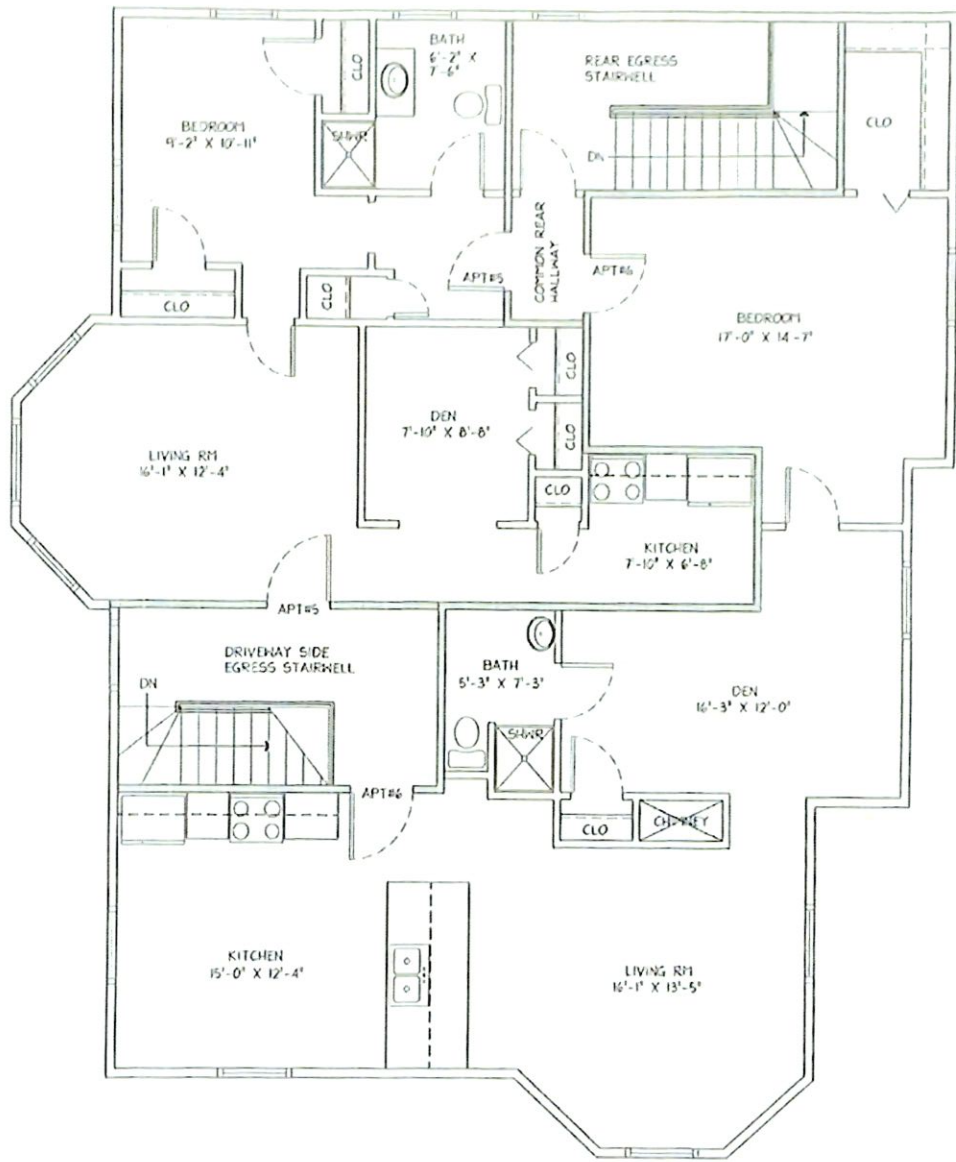 BATH
6'-2" X
7'-6"
REAR EGRESS
STAIRWELL
CLO
CLO
BEDROOM
9'-2" X 10'-11"
SHWR
DN
COMMON REAR
HALLWAY
APT#5
APT#6
CLO
CLO
BEDROOM
17'-0" X 14'-7"
CLO
DEN
7'-10" X 8'-8"
CLO
LIVING RM
16'-1" X 12'-4"
CLO
KITCHEN
7'-10" X 6'-8"
APT#5
DRIVEWAY SIDE
EGRESS STAIRWELL
DN
BATH
5'-3" X 7'-3"
DEN
16'-3" X 12'-0"
SHWR
APT#6
CLO
CHIMNEY
KITCHEN
15'-0" X 12'-4"
LIVING RM
16'-1" X 13'-5"